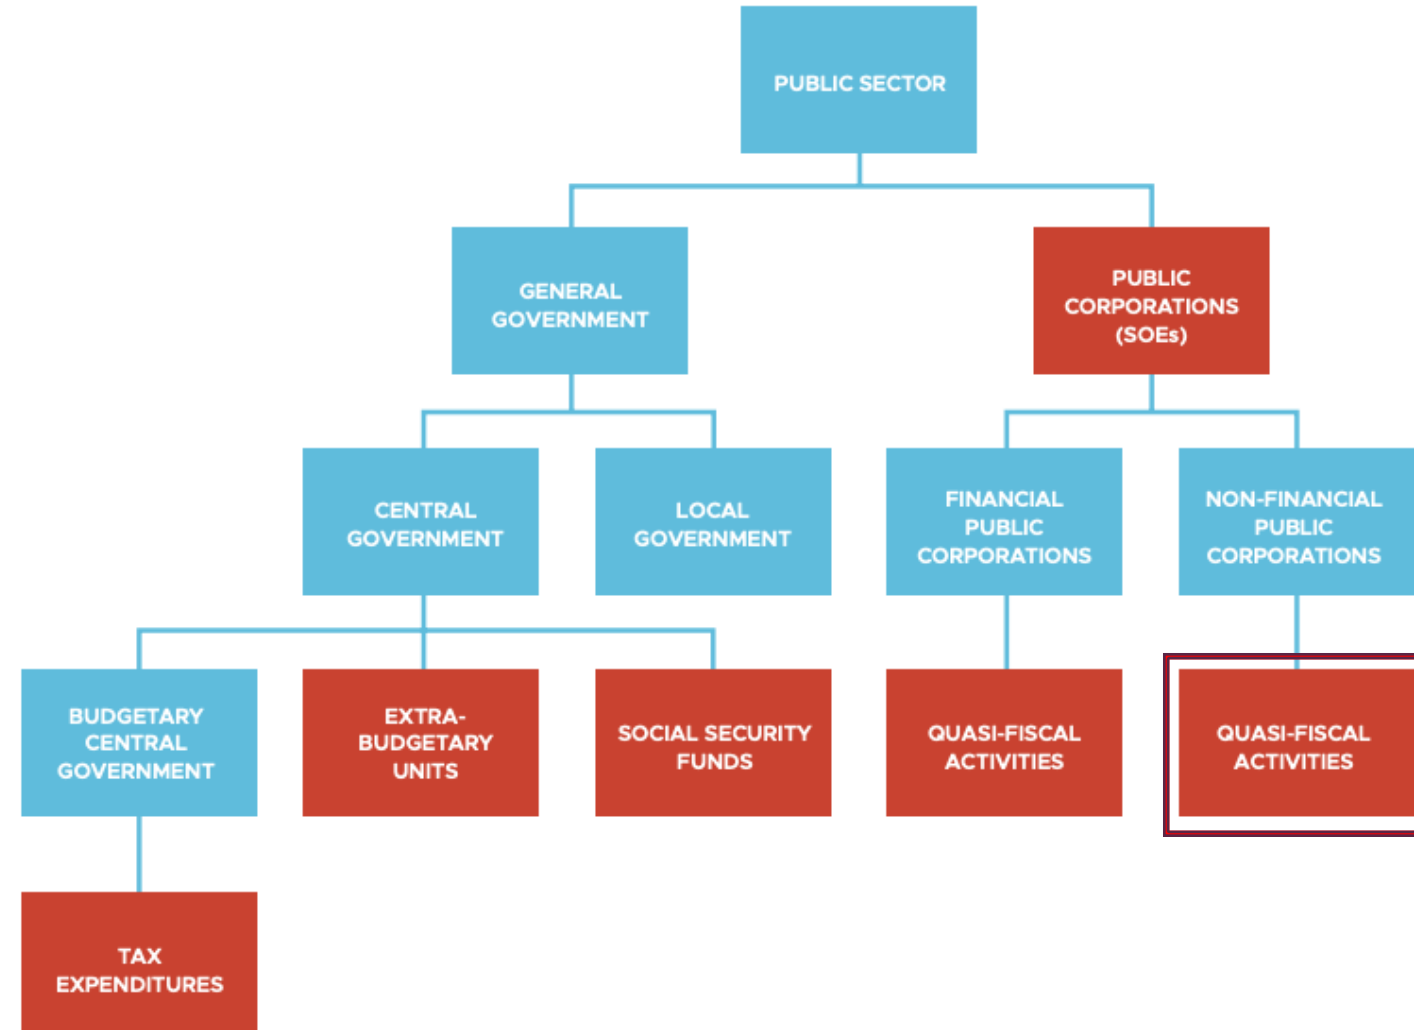 PUBLIC SECTOR
GENERAL
GOVERNMENT
PUBLIC
CORPORATIONS
(SOEs)
CENTRAL
GOVERNMENT
LOCAL
GOVERNMENT
FINANCIAL
PUBLIC
CORPORATIONS
NON-FINANCIAL
PUBLIC
CORPORATIONS
BUDGETARY
CENTRAL
GOVERNMENT
EXTRA-
BUDGETARY
UNITS
SOCIAL SECURITY
FUNDS
QUASI-FISCAL
ACTIVITIES
QUASI-FISCAL
ACTIVITIES
TAX
EXPENDITURES